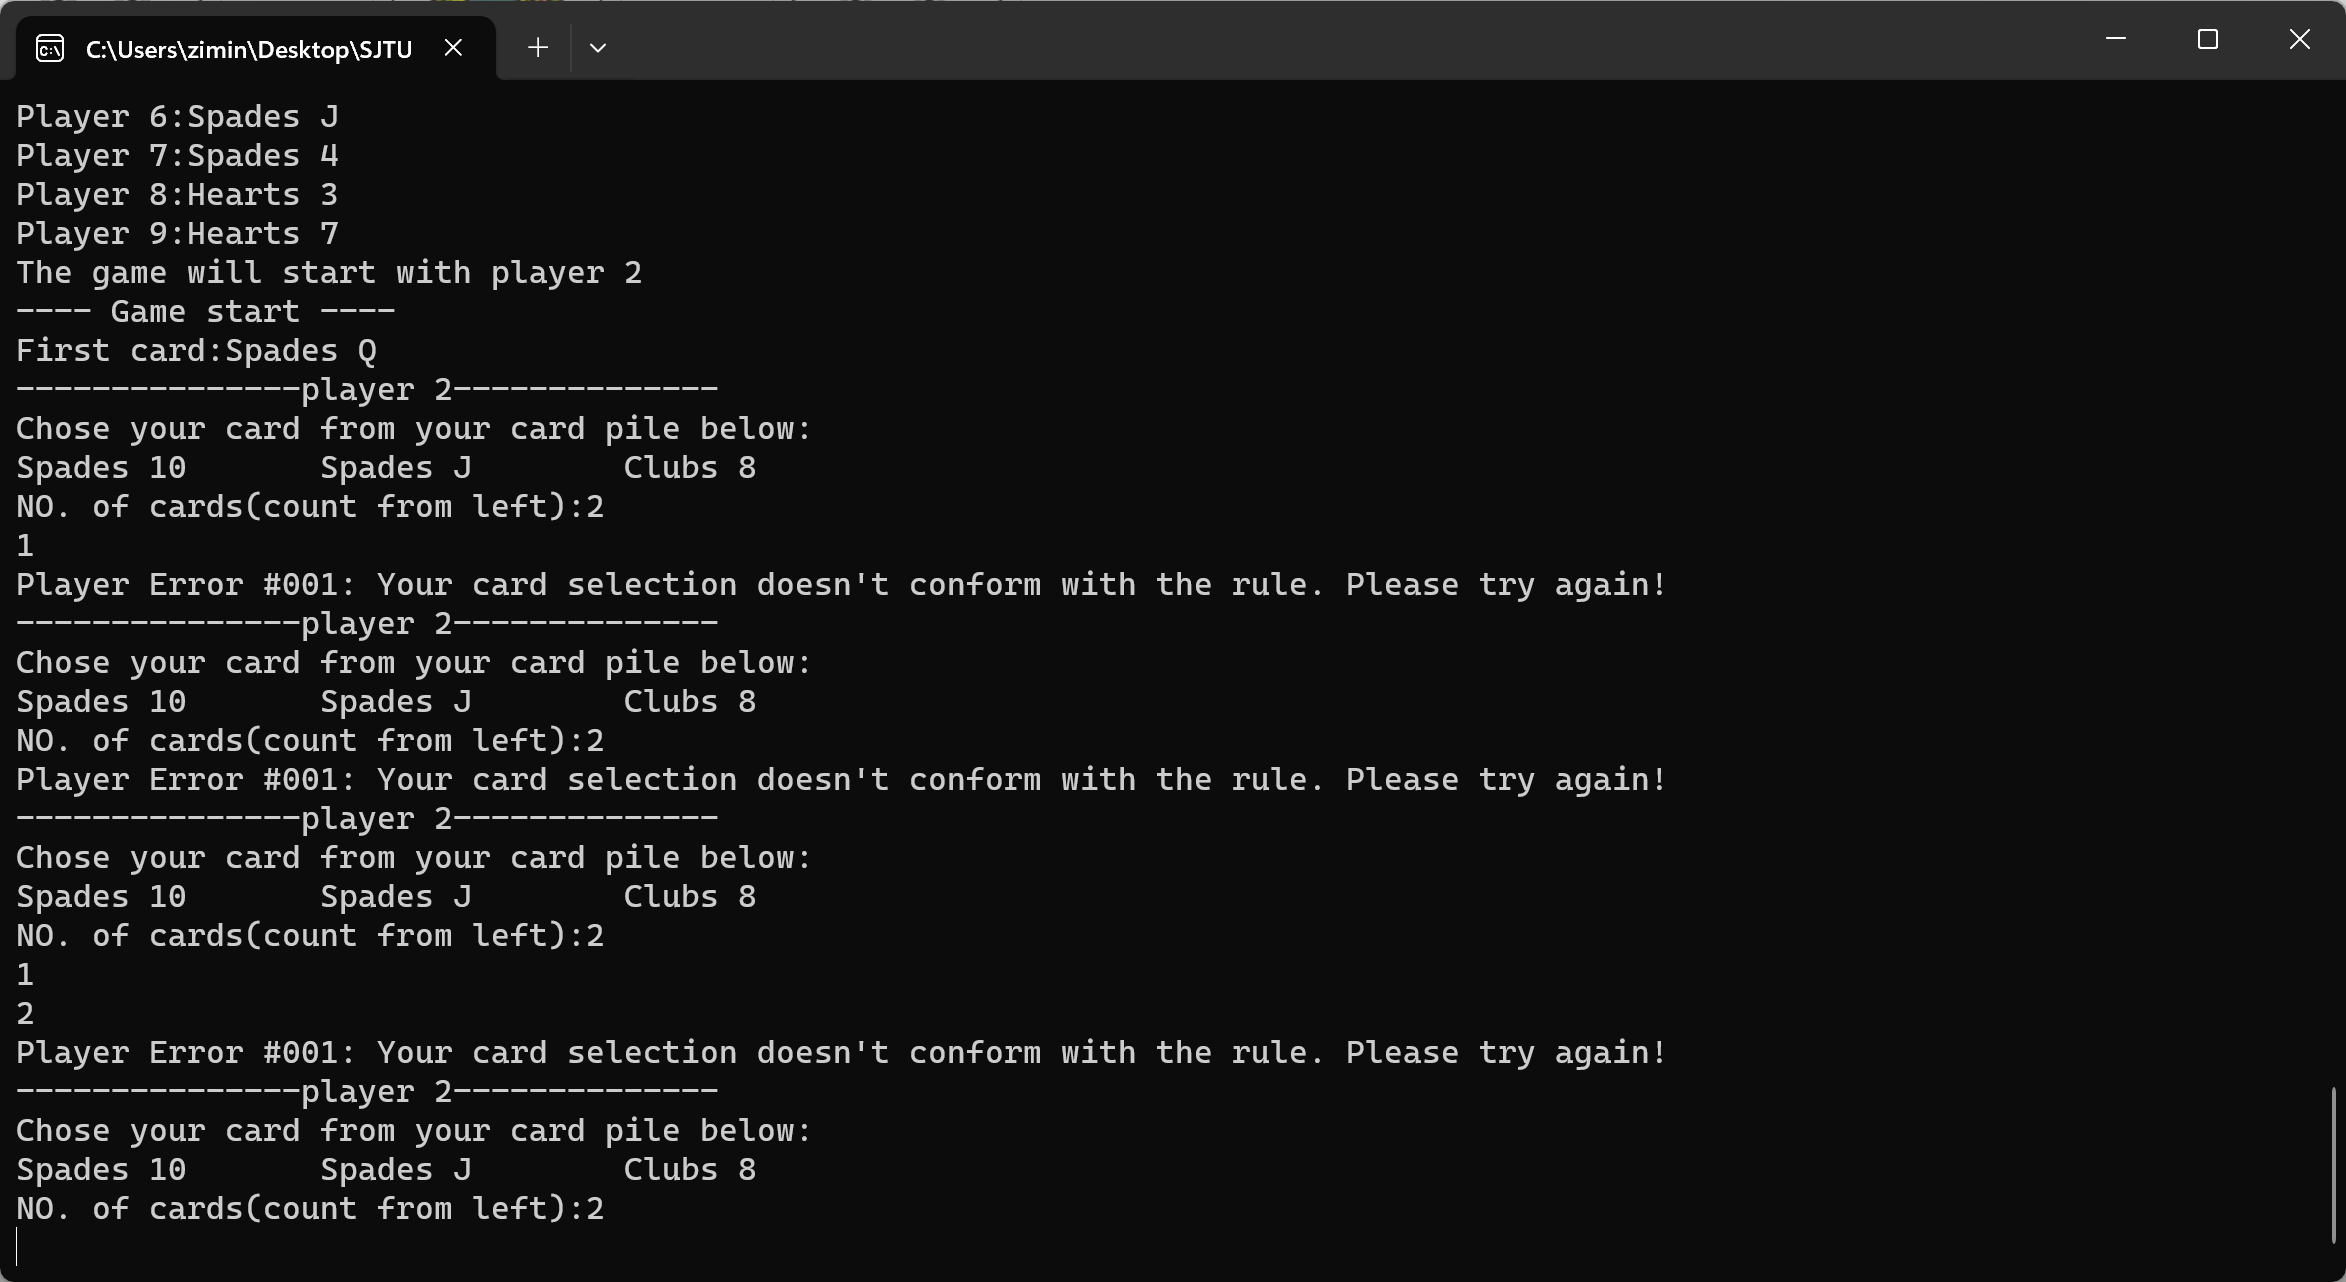 C:\Users\zimin\Desktop\SJTU
Player 6:Spades J
Player 7:Spades 4
Player 8:Hearts 3
Player 9:Hearts 7
The game will start with player 2
---- Game start ----
First card:Spades Q
---------------player 2--------------
Chose your card from your card pile below:
Spades 10       Spades J        Clubs 8
NO. of cards(count from left):2
1
Player Error #001: Your card selection doesn't conform with the rule. Please try again!
---------------player 2--------------
Chose your card from your card pile below:
Spades 10       Spades J        Clubs 8
NO. of cards(count from left):2
Player Error #001: Your card selection doesn't conform with the rule. Please try again!
---------------player 2--------------
Chose your card from your card pile below:
Spades 10       Spades J        Clubs 8
NO. of cards(count from left):2
1
2
Player Error #001: Your card selection doesn't conform with the rule. Please try again!
---------------player 2--------------
Chose your card from your card pile below:
Spades 10       Spades J        Clubs 8
NO. of cards(count from left):2